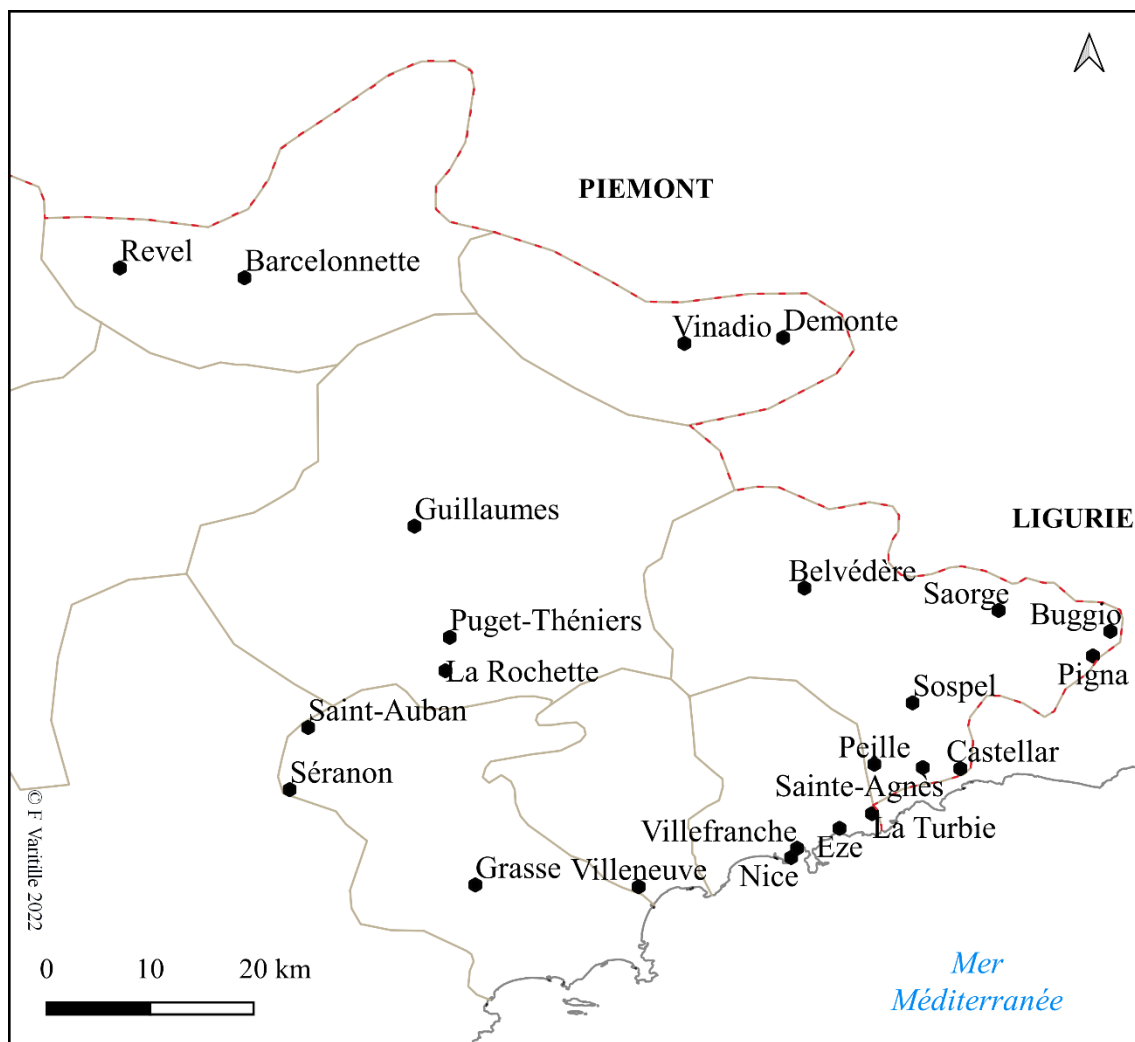 PIEMONT
Revel
Barcelonnette
Vinadio
Demonte
Guillaumes
LIGURIE
Belvédère
Saorge
Buggio
Puget-Théniers
La Rochette
Pigna
Sospel
Saint-Auban
Peille
Castellar
Séranon
Sainte-Agnès
La Turbie
Villefranche
Eze
Grasse
Villeneuve
Nice
© F Varitille 2022
0 10 20 km
Mer
Méditerranée